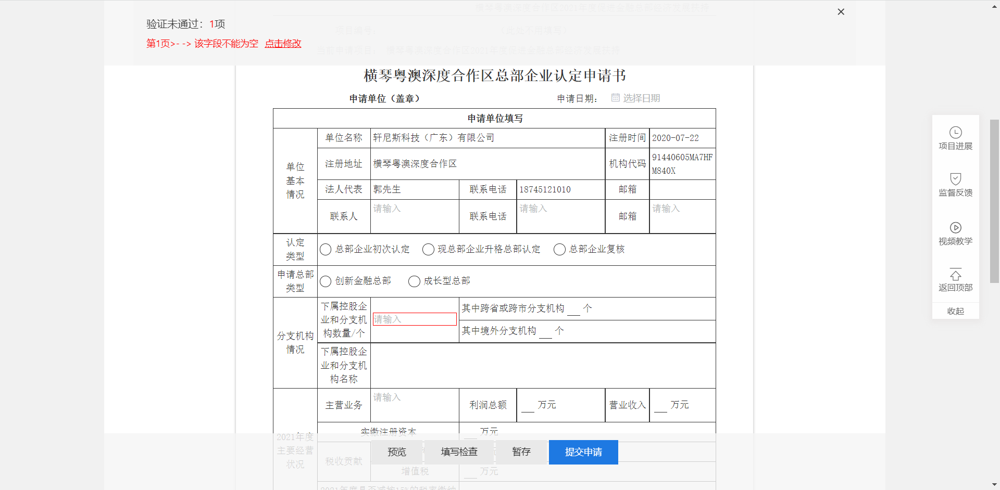 横琴粤澳深度合作区2021年度促进金融总部经济发展扶持
验证未通过：1项
项目编号：
（此处不可填写）
第1页>- -> 该字段不能为空 点击修改
当前申请项目： 横琴粤澳深度合作区2021年度促进金融总部经济发展扶持
横琴粤澳深度合作区总部企业认定申请书
申请单位（盖章）
申请日期： 选择日期
申请单位填写
单位基本情况
单位名称 轩尼斯科技（广东）有限公司 注册时间 2020-07-22
注册地址 横琴粤澳深度合作区 机构代码 91440605MA7HFM840X
法人代表 郭先生 联系电话 18745121010 邮箱
联系人 请输入 联系电话 请输入 邮箱 请输入
认定类型 总部企业初次认定 现总部企业升格总部认定 总部企业复核
申请总部类型 创新金融总部 成长型总部
分支机构情况
下属控股企业和分支机构数量/个 请输入 其中跨省或跨市分支机构 ___ 个
其中境外分支机构 ___ 个
下属控股企业和分支机构名称
2021年度主要经营状况
主营业务 请输入 利润总额 ___ 万元 营业收入 ___ 万元
实缴注册资本 ___ 万元
税收贡献
增值税 ___ 万元
2021年度是否减按15%的税率缴纳
预览 填写检查 暂存 提交申请
项目进展
监督反馈
视频教学
返回顶部
收起